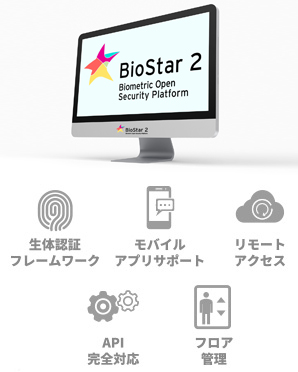 BioStar 2
Biometric Open
Security Platform
BioStar 2
生体認証
フレームワーク
モバイル
アプリサポート
リモート
アクセス
API
完全対応
フロア
管理